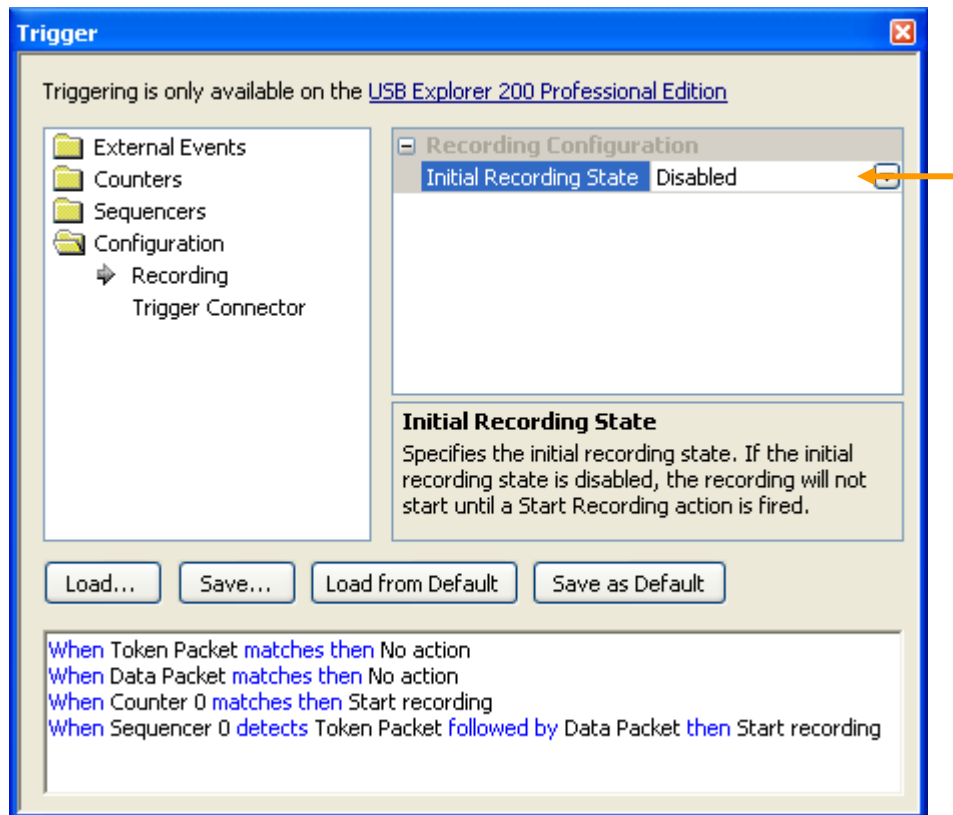 Trigger
Triggering is only available on the USB Explorer 200 Professional Edition
External Events
Counters
Sequencers
Configuration
Recording
Trigger Connector
Recording Configuration
Initial Recording State Disabled
Initial Recording State
Specifies the initial recording state. If the initial
recording state is disabled, the recording will not
start until a Start Recording action is fired.
Load... Save... Load from Default Save as Default
When Token Packet matches then No action
When Data Packet matches then No action
When Counter 0 matches then Start recording
When Sequencer 0 detects Token Packet followed by Data Packet then Start recording